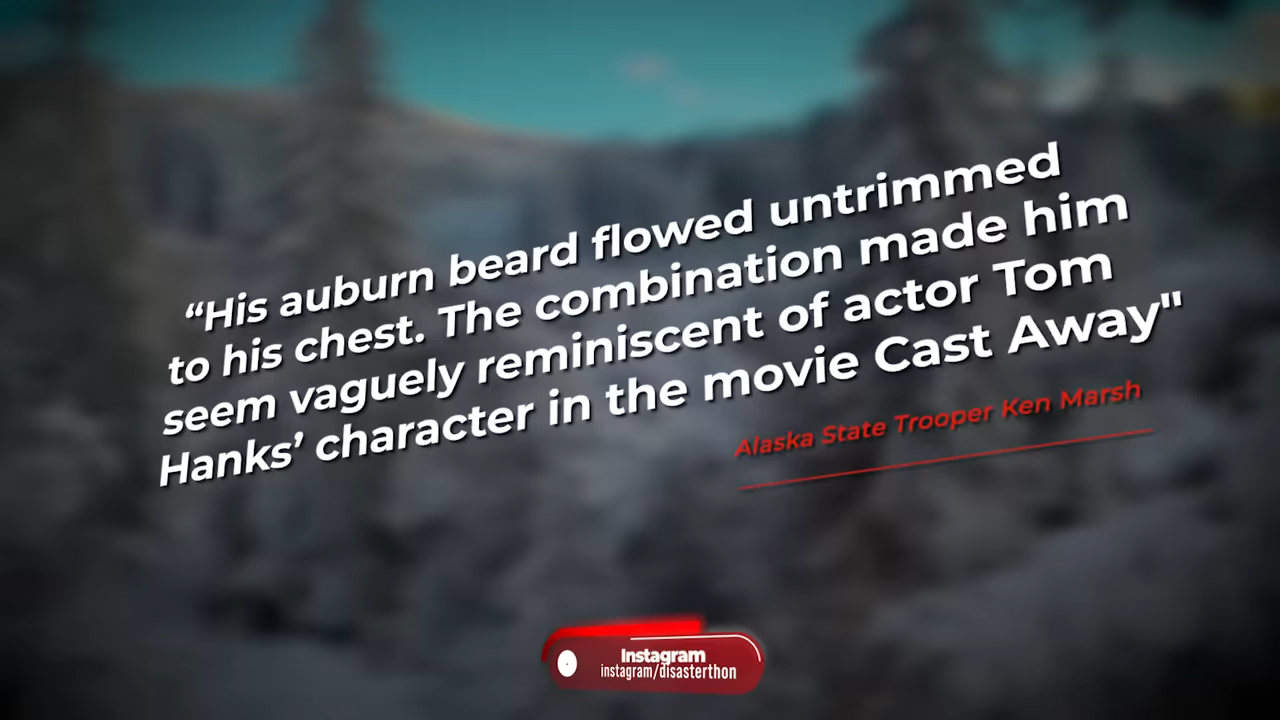 “His auburn beard flowed untrimmed
to his chest. The combination made him
seem vaguely reminiscent of actor Tom
Hanks’ character in the movie Cast Away"
Alaska State Trooper Ken Marsh
Instagram
instagram/disasterthon